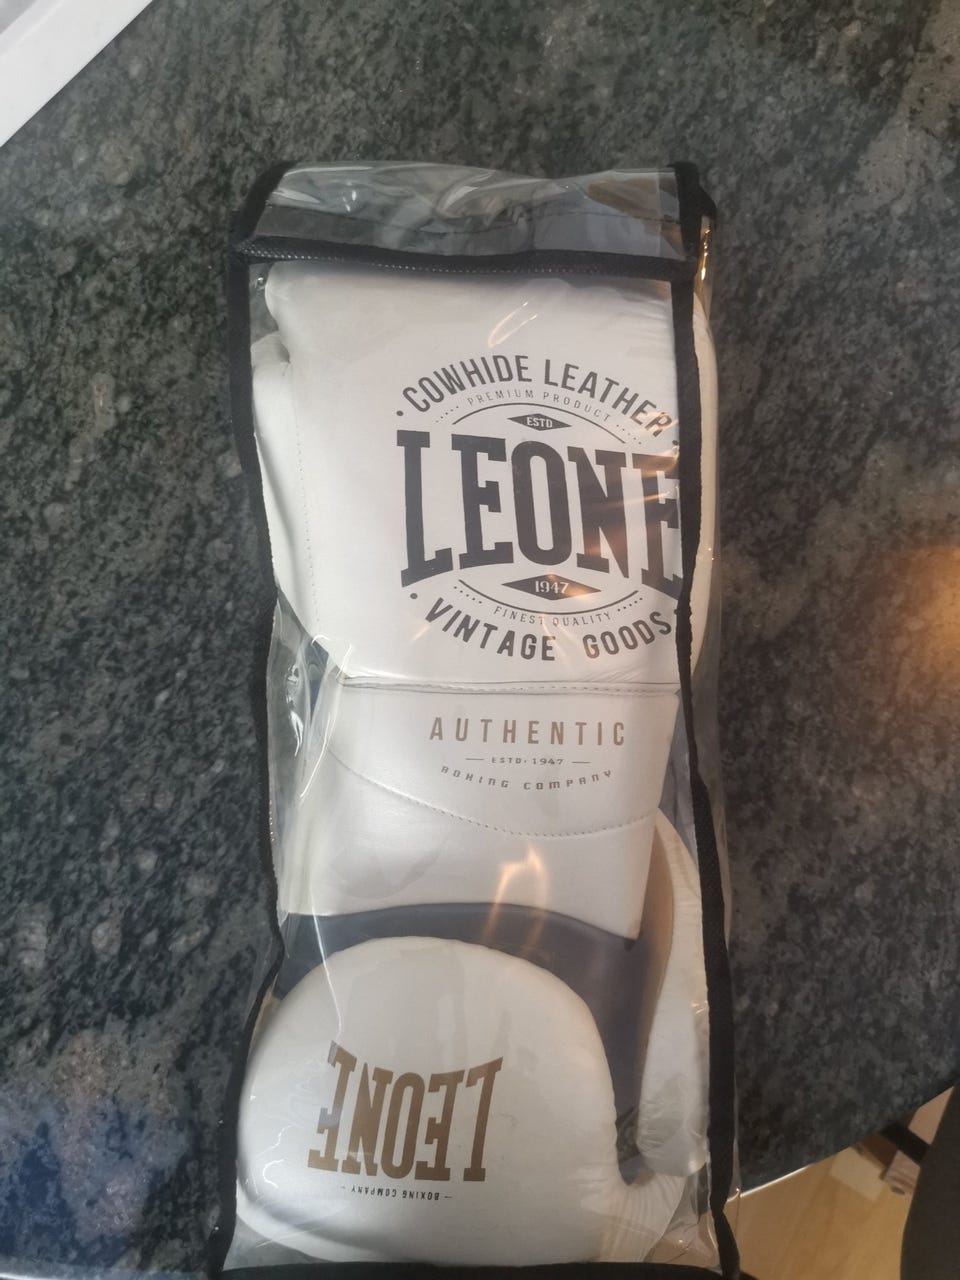 COWHIDE LEATHER
PREMIUM PRODUCT
ESTD
LEONE
1947
FINEST QUALITY
VINTAGE GOODS
AUTHENTIC
ESTD·1947
BOXING COMPANY
LEONE
BOXING COMPANY